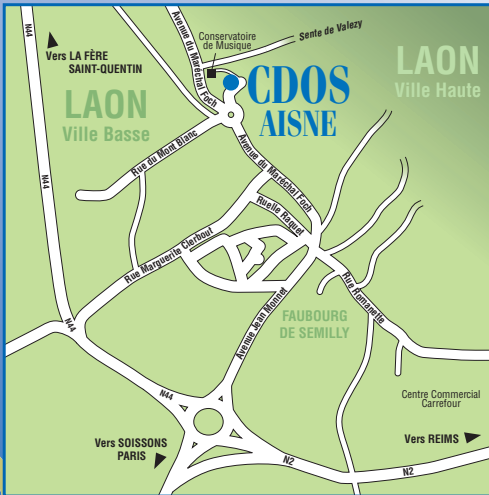 N44
Vers LA FÈRE
SAINT-QUENTIN
Avenue du Maréchal Foch
Conservatoire
de Musique
Sente de Valezy
LAON
Ville Haute
CDOS
AISNE
LAON
Ville Basse
Rue du Mont Blanc
Avenue du Maréchal Foch
N44
Ruelle Raquet
Rue Marguerite Clerbout
Rue Romanette
Avenue Jean Monnet
FAUBOURG
DE SEMILLY
N44
N44
Centre Commercial
Carrefour
Vers SOISSONS
PARIS
Vers REIMS
N2
N2